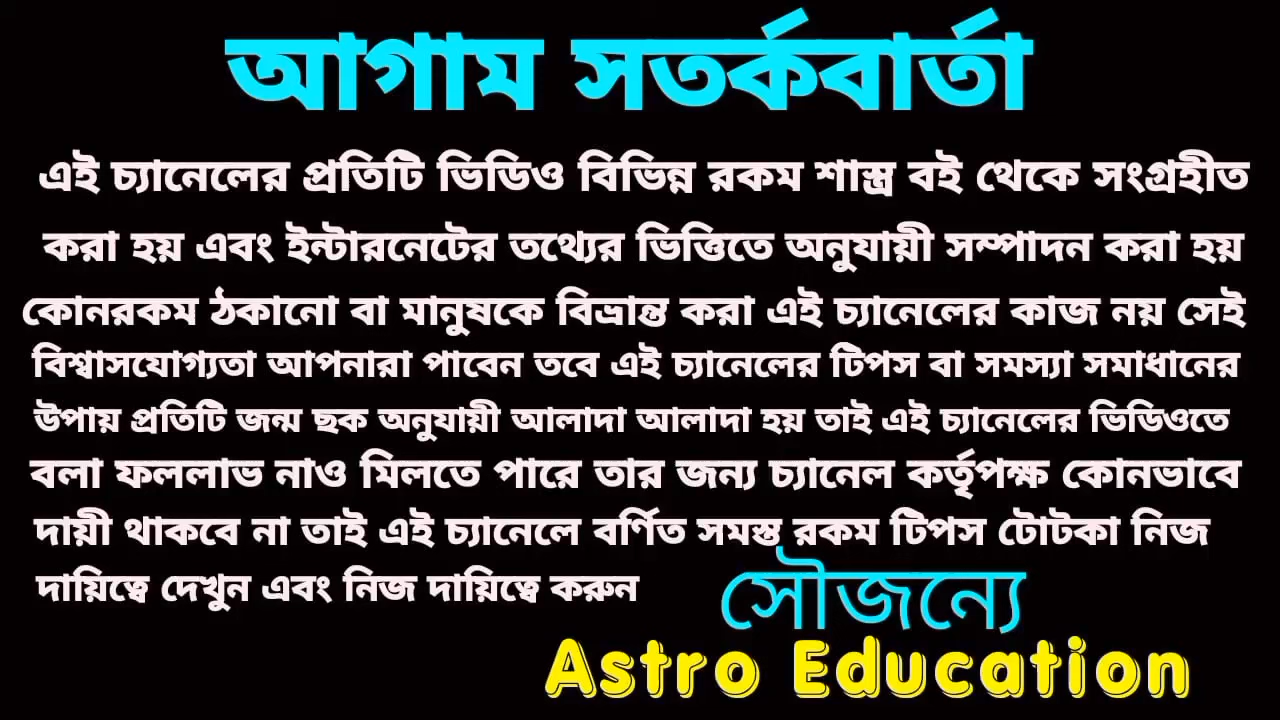 আগাম সতর্কবার্তা
এই চ্যানেলের প্রতিটি ভিডিও বিভিন্ন রকম শাস্ত্র বই থেকে সংগ্রহীত
করা হয় এবং ইন্টারনেটের তথ্যের ভিত্তিতে অনুযায়ী সম্পাদন করা হয়
কোনরকম ঠকানো বা মানুষকে বিভ্রান্ত করা এই চ্যানেলের কাজ নয় সেই
বিশ্বাসযোগ্যতা আপনারা পাবেন তবে এই চ্যানেলের টিপস বা সমস্যা সমাধানের
উপায় প্রতিটি জন্ম ছক অনুযায়ী আলাদা আলাদা হয় তাই এই চ্যানেলের ভিডিওতে
বলা ফললাভ নাও মিলতে পারে তার জন্য চ্যানেল কর্তৃপক্ষ কোনভাবে
দায়ী থাকবে না তাই এই চ্যানেলে বর্ণিত সমস্ত রকম টিপস টোটকা নিজ
দায়িত্বে দেখুন এবং নিজ দায়িত্বে করুন
সৌজন্যে
Astro Education